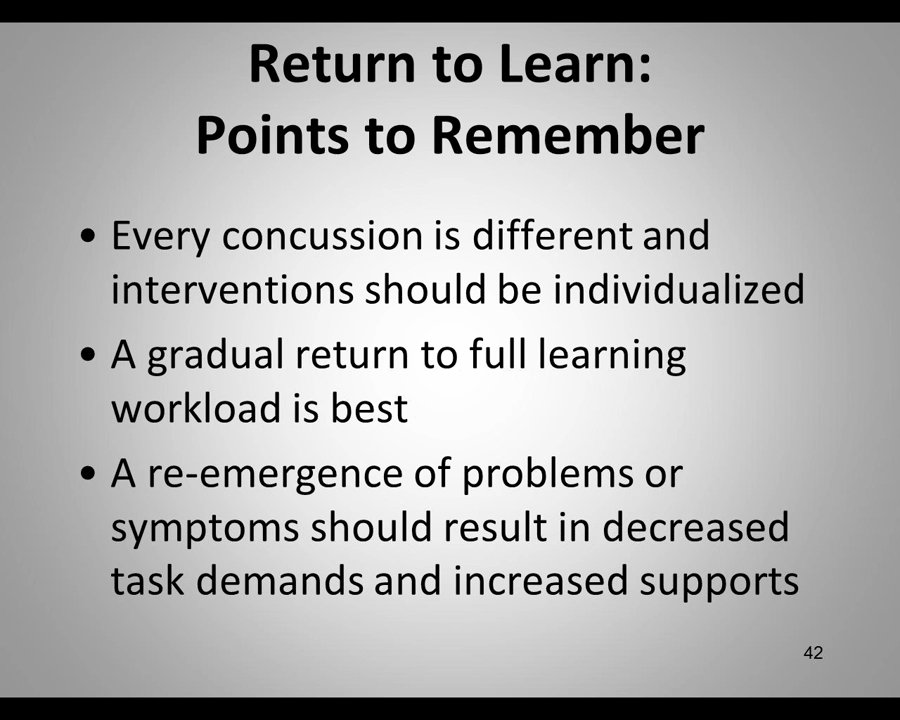 Return to Learn:
Points to Remember
• Every concussion is different and
interventions should be individualized
• A gradual return to full learning
workload is best
• A re-emergence of problems or
symptoms should result in decreased
task demands and increased supports
42